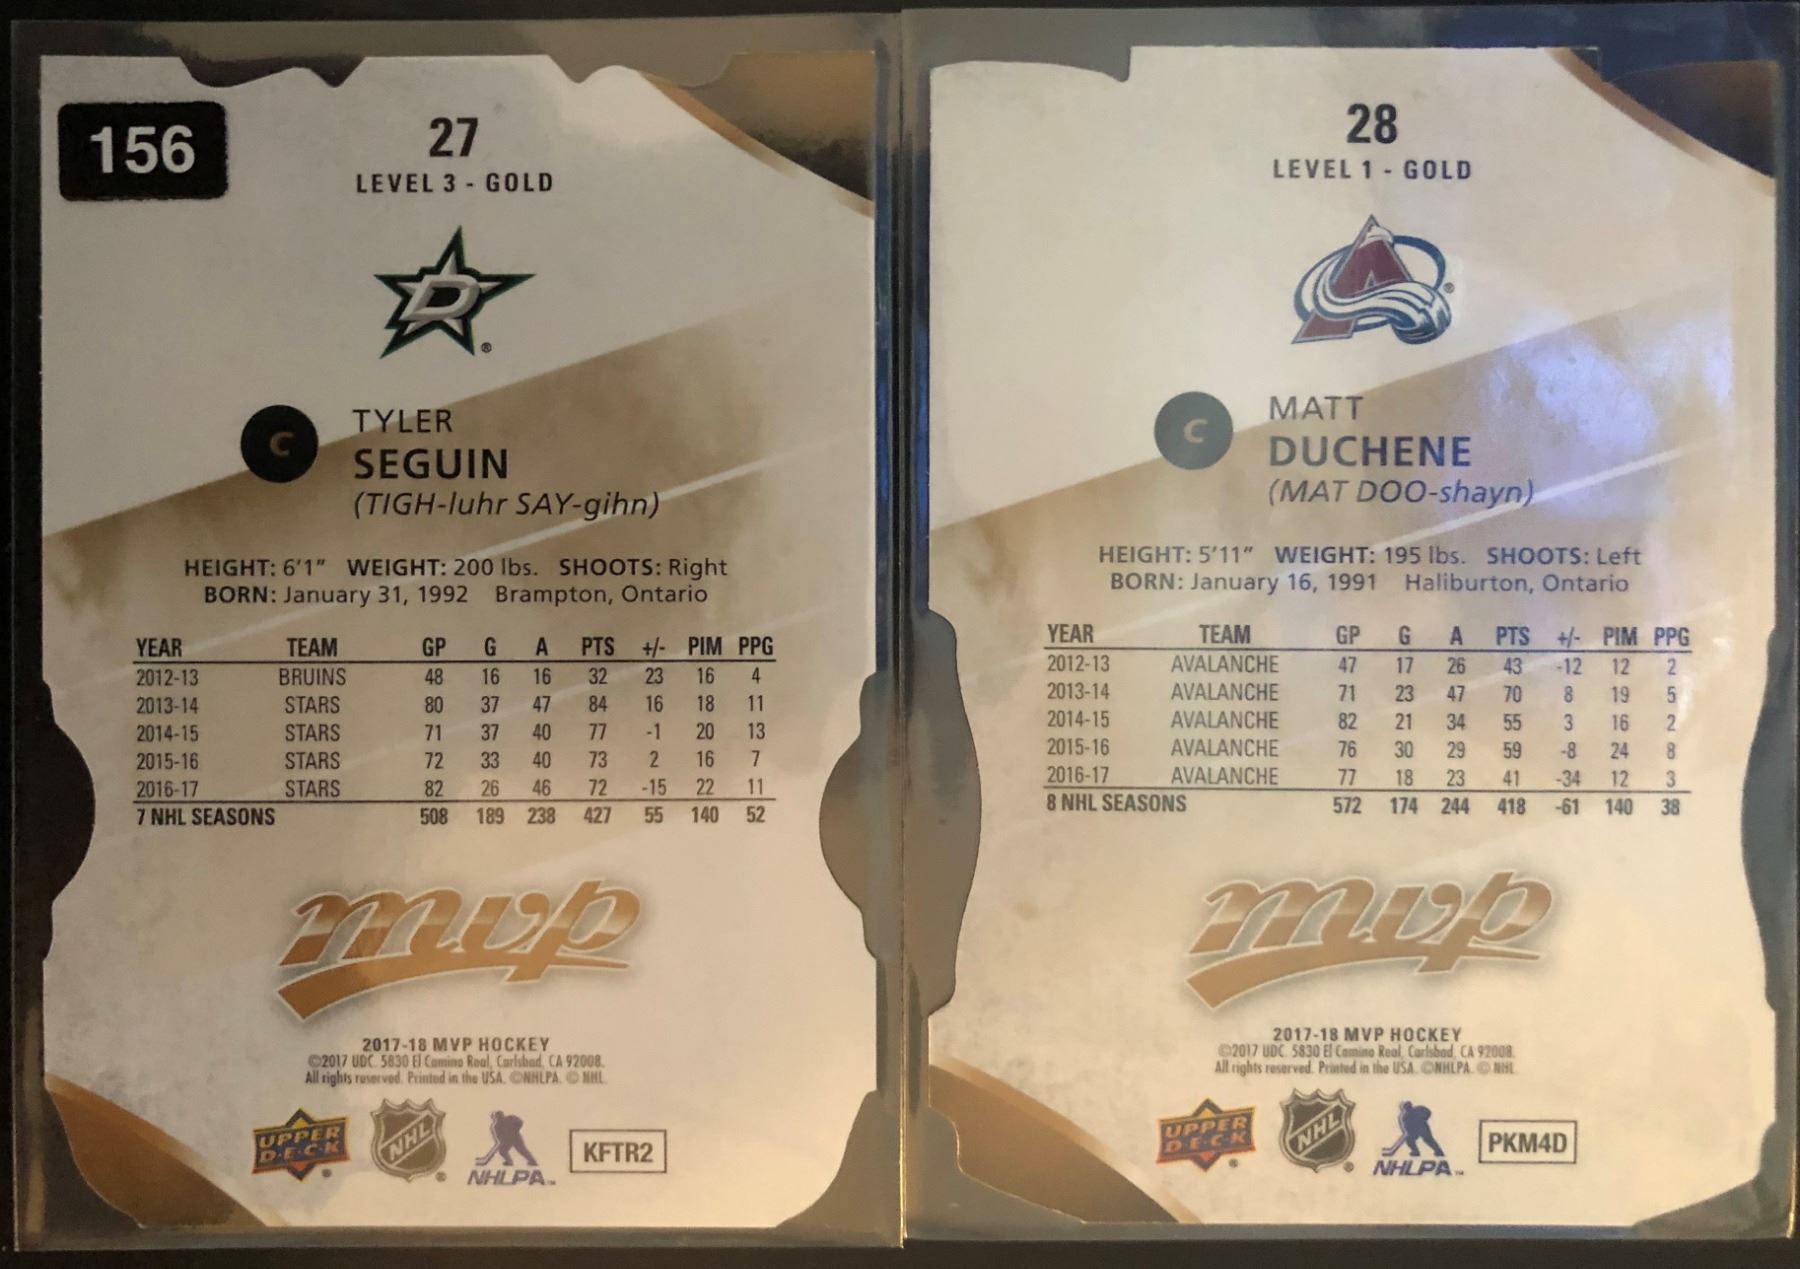 156
27
LEVEL 3 - GOLD
D
®
C
TYLER
SEGUIN
(TIGH-luhr SAY-gihn)
HEIGHT: 6'1" WEIGHT: 200 lbs. SHOOTS: Right
BORN: January 31, 1992 Brampton, Ontario
YEAR TEAM GP G A PTS +/- PIM PPG
2012-13 BRUINS 48 16 16 32 23 16 4
2013-14 STARS 80 37 47 84 16 18 11
2014-15 STARS 71 37 40 77 -1 20 13
2015-16 STARS 72 33 40 73 2 16 7
2016-17 STARS 82 26 46 72 -15 22 11
7 NHL SEASONS 508 189 238 427 55 140 52
mvp
2017-18 MVP HOCKEY
©2017 UDC. 5830 El Camino Real, Carlsbad, CA 92008.
All rights reserved. Printed in the USA. ©NHLPA. © NHL.
UPPER
D·E·C·K
®
NHL
®
NHLPA™
KFTR2
28
LEVEL 1 - GOLD
A
®
C
MATT
DUCHENE
(MAT DOO-shayn)
HEIGHT: 5'11" WEIGHT: 195 lbs. SHOOTS: Left
BORN: January 16, 1991 Haliburton, Ontario
YEAR TEAM GP G A PTS +/- PIM PPG
2012-13 AVALANCHE 47 17 26 43 -12 12 2
2013-14 AVALANCHE 71 23 47 70 8 19 5
2014-15 AVALANCHE 82 21 34 55 3 16 2
2015-16 AVALANCHE 76 30 29 59 -8 24 8
2016-17 AVALANCHE 77 18 23 41 -34 12 3
8 NHL SEASONS 572 174 244 418 -61 140 38
mvp
2017-18 MVP HOCKEY
©2017 UDC. 5830 El Camino Real, Carlsbad, CA 92008.
All rights reserved. Printed in the USA. ©NHLPA. © NHL
UPPER
D·E·C·K
®
NHL
®
NHLPA™
PKM4D